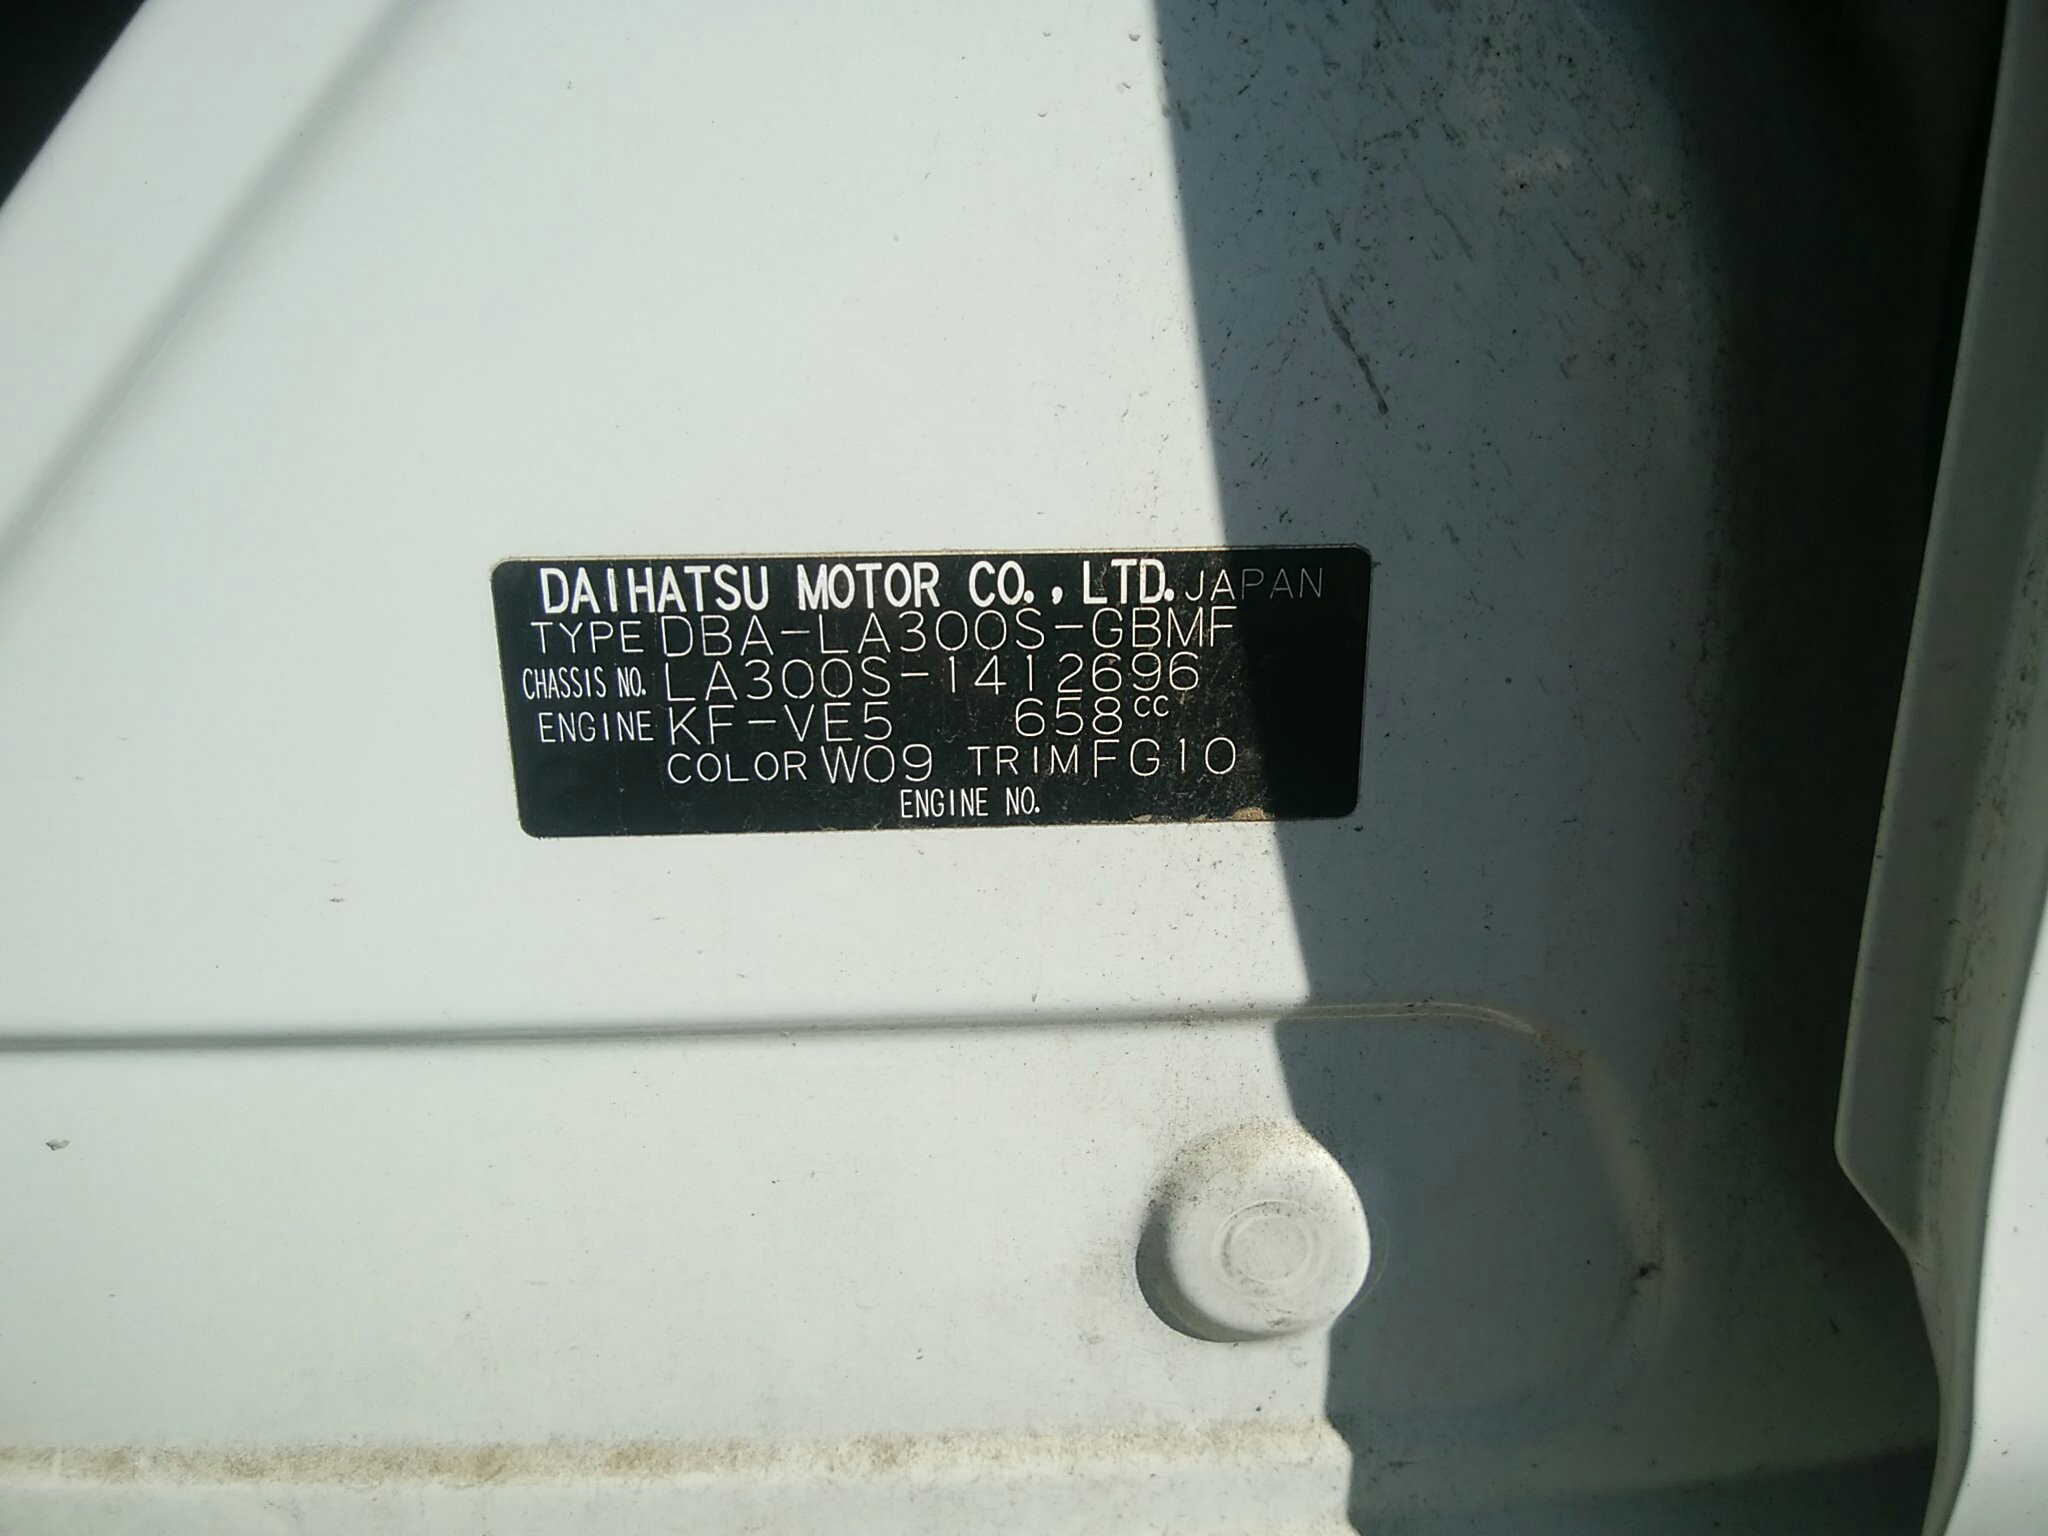 DAIHATSU MOTOR CO., LTD. JAPAN
TYPE DBA-LA300S-GBMF
CHASSIS NO. LA300S-1412696
ENGINE KF-VE5 658cc
COLOR W09 TRIM FG10
ENGINE NO.